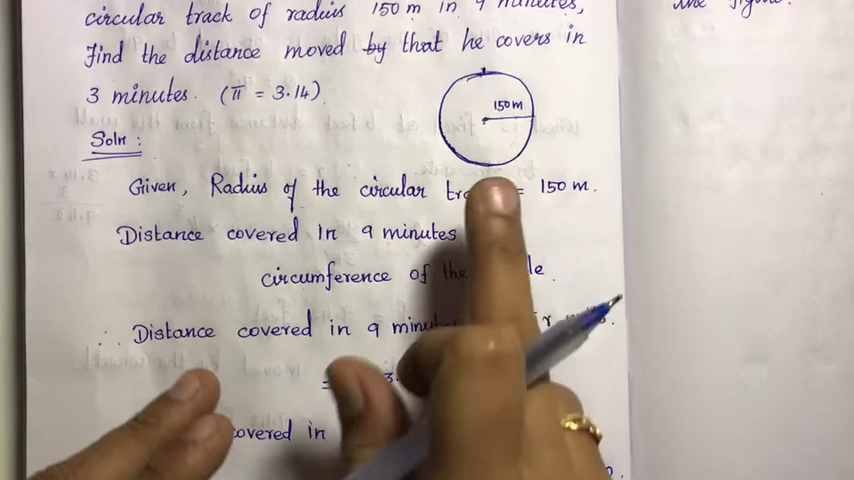 circular track of radius 150 m in 9 minutes,
Find the distance moved by that he covers in
3 minutes. (π = 3.14)
150 m
Soln :
Given, Radius of the circular = 150 m.
Distance covered in 9 minutes
circumference of the
∴ Distance covered in 9
=
covered in
the figure.